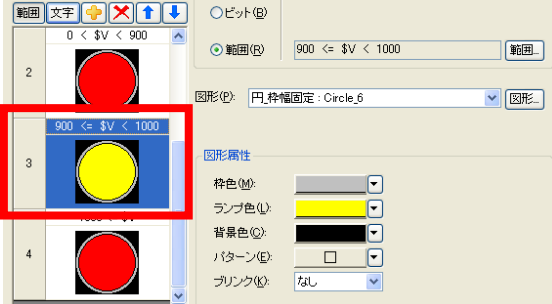 範囲 文字
0 < $V < 900
2
900 <= $V < 1000
3
4
ビット(B)
範囲(R) 900 <= $V < 1000 範囲...
図形(P): 円_枠幅固定 : Circle_6 図形...
図形属性
枠色(M):
ランプ色(L):
背景色(C):
パターン(E):
ブリンク(K): なし